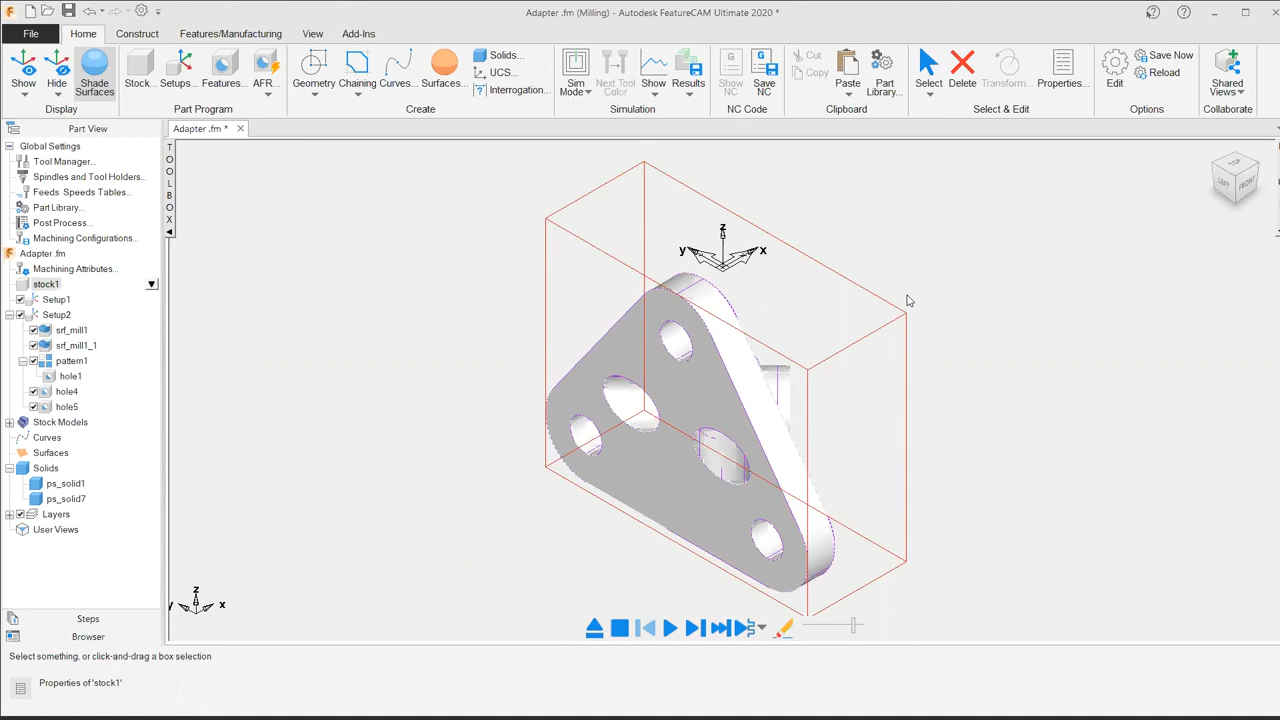 Adapter .fm (Milling) - Autodesk FeatureCAM Ultimate 2020 *
File
Home
Construct
Features/Manufacturing
View
Add-Ins
Show
Hide
Shade
Surfaces
Display
Stock...
Setups...
Features...
AFR...
Part Program
Geometry
Chaining
Curves...
Surfaces...
Solids...
UCS...
Interrogation...
Create
Sim
Mode
Next Tool
Color
Show
Results
Simulation
Show
NC
Save
NC
NC Code
Cut
Copy
Paste
Part
Library...
Clipboard
Select
Delete
Transform...
Properties...
Select & Edit
Edit
Save Now
Reload
Options
Shared
Views
Collaborate
Part View
Adapter .fm *
Global Settings
Tool Manager...
Spindles and Tool Holders...
Feeds Speeds Tables...
Part Library...
Post Process...
Machining Configurations...
Adapter .fm
Machining Attributes...
stock1
Setup1
Setup2
srf_mill1
srf_mill1_1
pattern1
hole1
hole4
hole5
Stock Models
Curves
Surfaces
Solids
ps_solid1
ps_solid7
Layers
User Views
TOOLBOX
z
y
x
TOP
LEFT
FRONT
z
y
x
Steps
Browser
Select something, or click-and-drag a box selection
Properties of 'stock1'